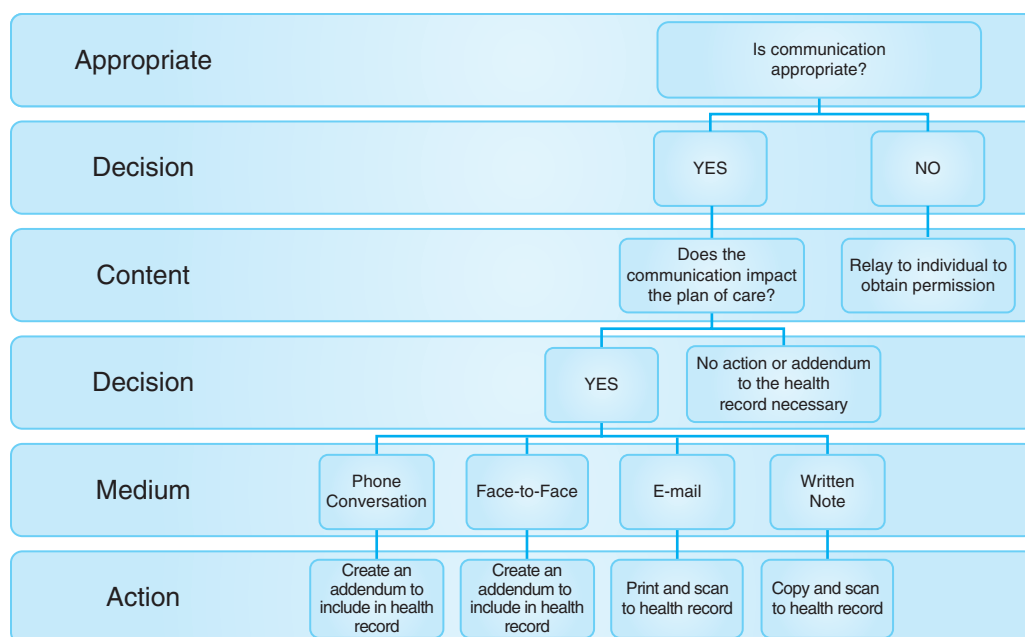 Appropriate
Is communication
appropriate?
Decision
YES
NO
Content
Does the
communication impact
the plan of care?
Relay to individual to
obtain permission
Decision
YES
No action or addendum
to the health
record necessary
Medium
Phone
Conversation
Face-to-Face
E-mail
Written
Note
Action
Create an
addendum to
include in health
record
Create an
addendum to
include in health
record
Print and scan
to health record
Copy and scan
to health record